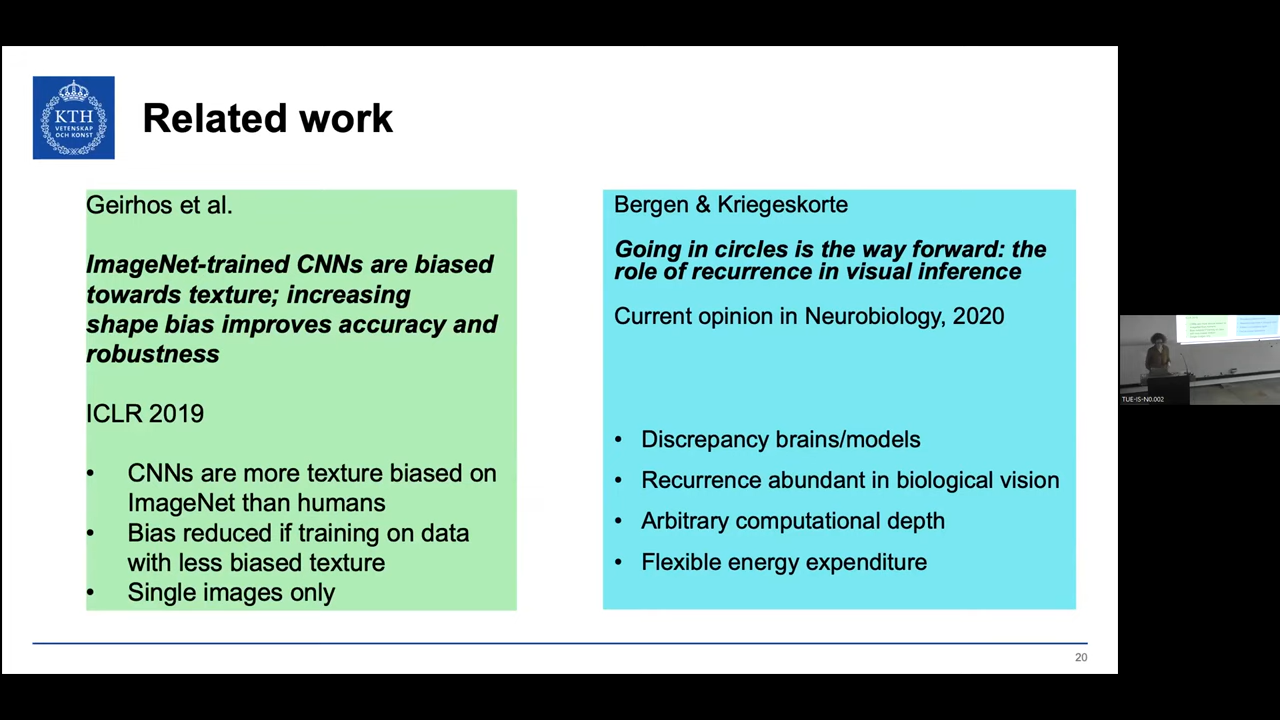 KTH
VETENSKAP
OCH KONST
Related work
Geirhos et al.
ImageNet-trained CNNs are biased
towards texture; increasing
shape bias improves accuracy and
robustness
ICLR 2019
• CNNs are more texture biased on
ImageNet than humans
• Bias reduced if training on data
with less biased texture
• Single images only
Bergen & Kriegeskorte
Going in circles is the way forward: the
role of recurrence in visual inference
Current opinion in Neurobiology, 2020
• Discrepancy brains/models
• Recurrence abundant in biological vision
• Arbitrary computational depth
• Flexible energy expenditure
20
TUE-IS-N0.002